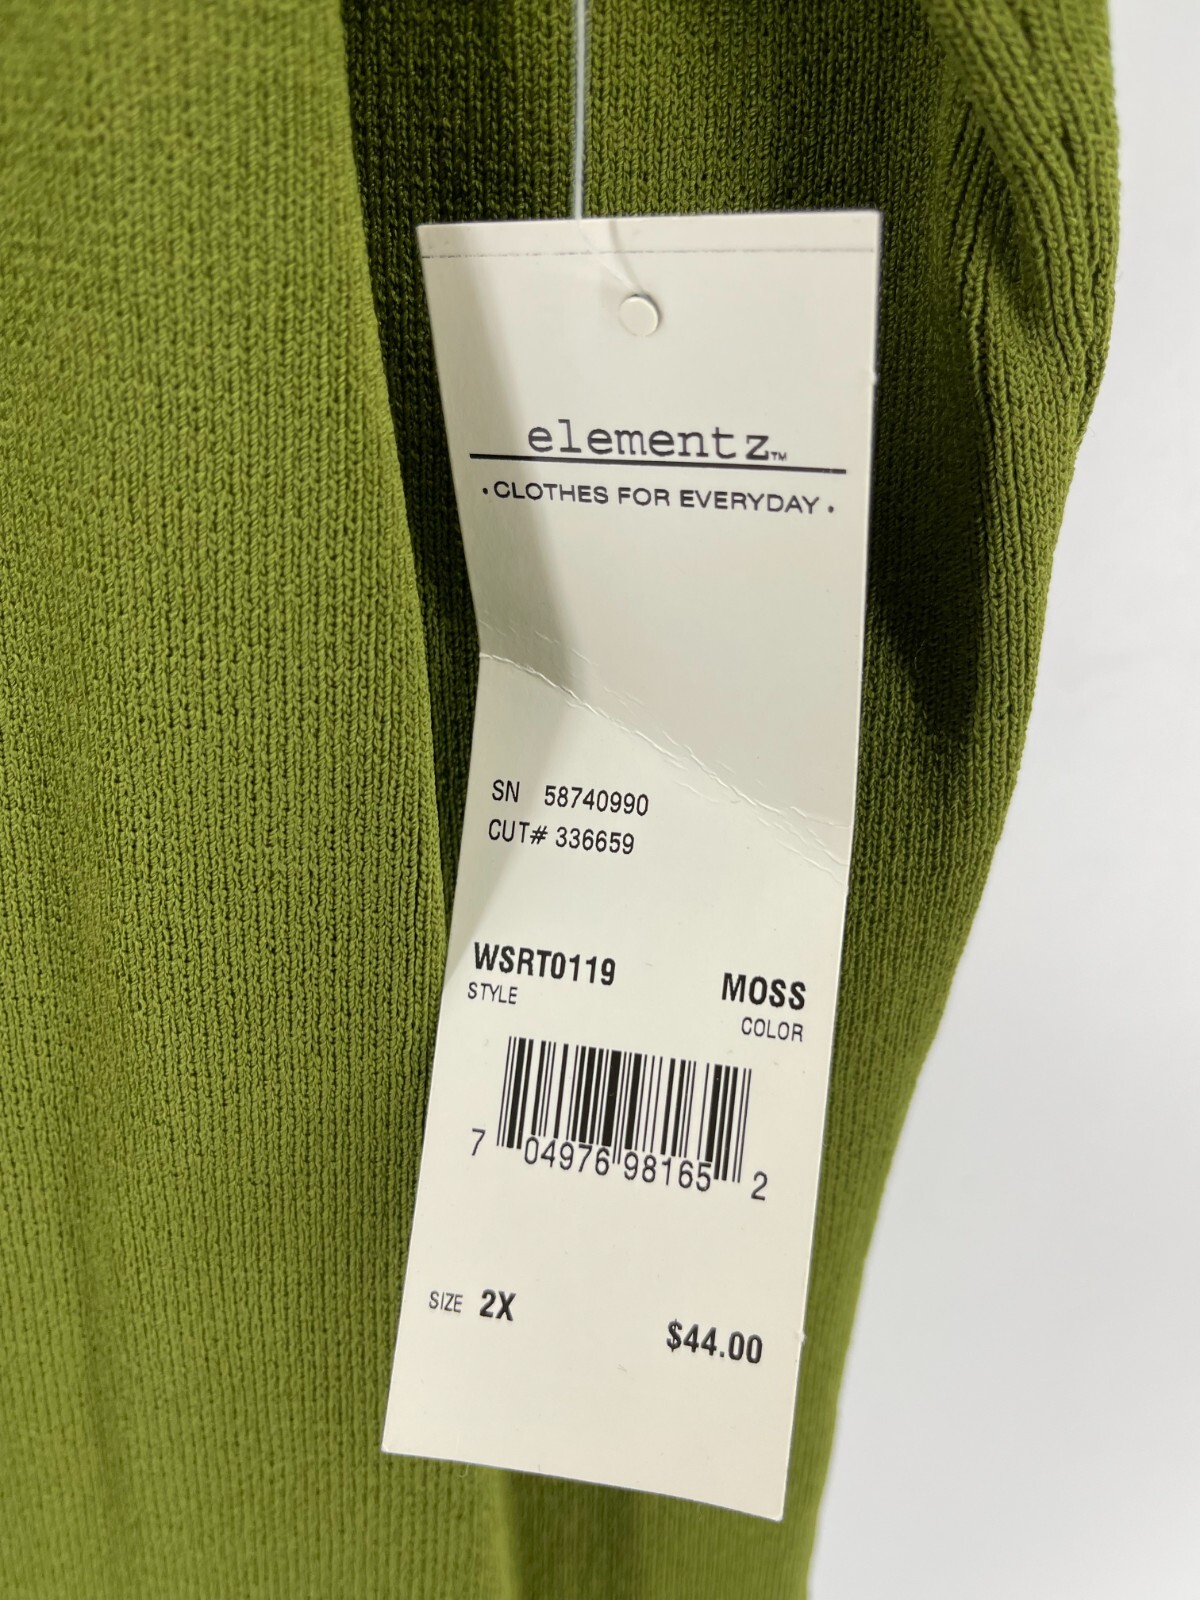 elementz™
•CLOTHES FOR EVERYDAY•
SN 58740990
CUT# 336659
WSRT0119 MOSS
STYLE COLOR
7 04976 98165 2
SIZE 2X
$44.00